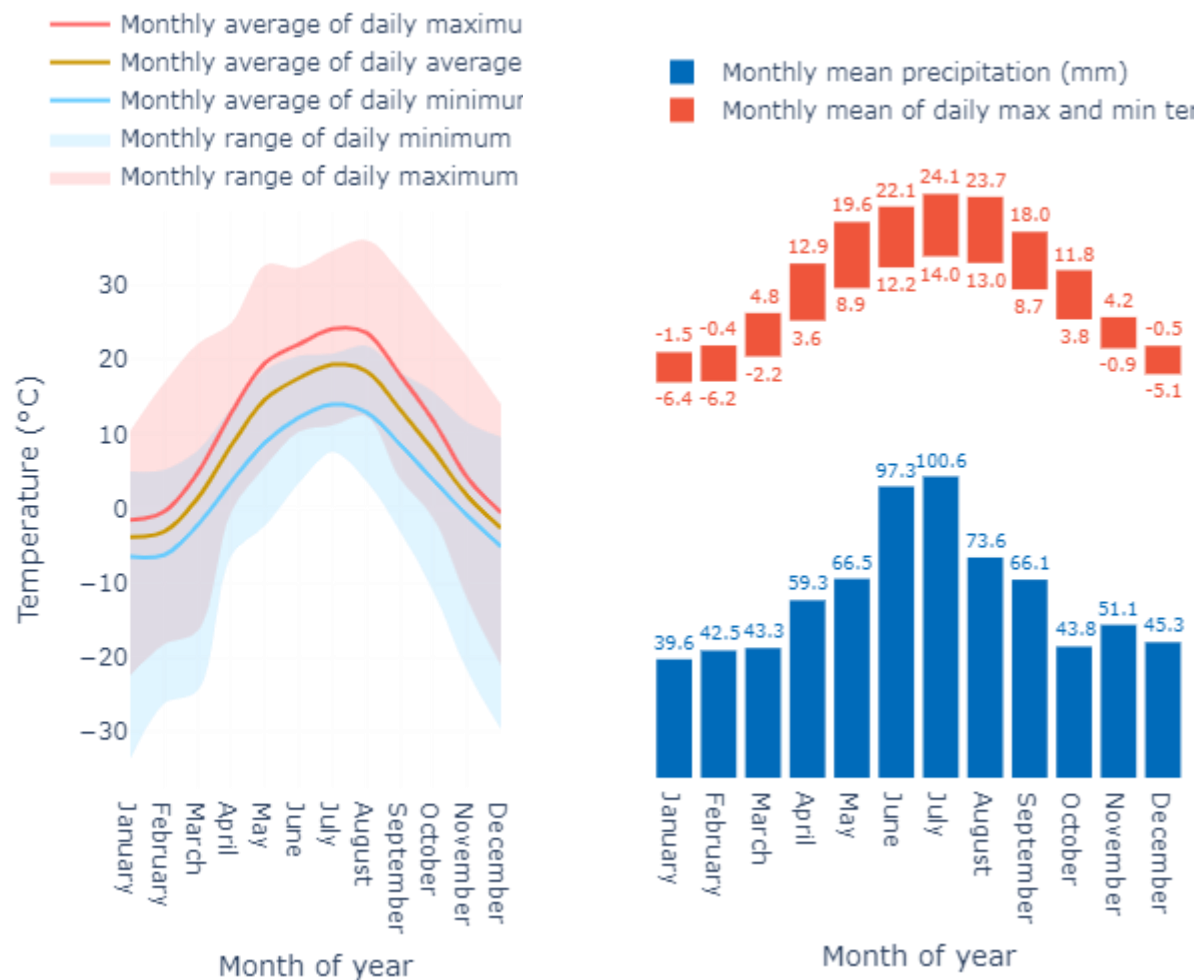 Monthly average of daily maximu
Monthly average of daily average
Monthly average of daily minimur
Monthly range of daily minimum
Monthly range of daily maximum
Temperature (°C)
30
20
10
0
−10
−20
−30
January
February
March
April
May
June
July
August
September
October
November
December
Month of year
Monthly mean precipitation (mm)
Monthly mean of daily max and min ter
-1.5 -0.4 4.8 12.9 19.6 22.1 24.1 23.7 18.0 11.8 4.2 -0.5
-6.4 -6.2 -2.2 3.6 8.9 12.2 14.0 13.0 8.7 3.8 -0.9 -5.1
39.6 42.5 43.3 59.3 66.5 97.3 100.6 73.6 66.1 43.8 51.1 45.3
January
February
March
April
May
June
July
August
September
October
November
December
Month of year